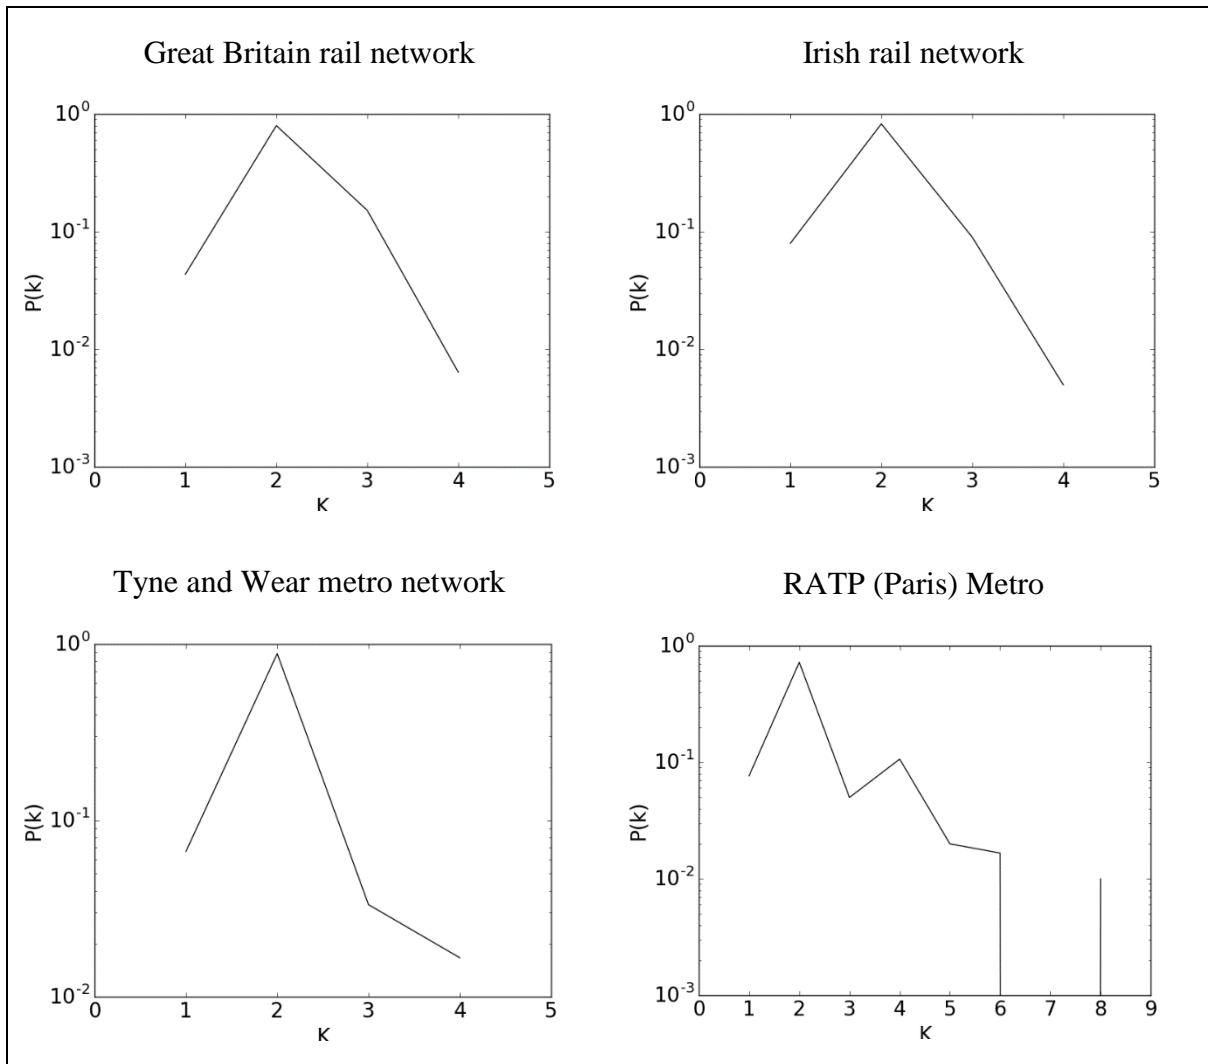 Great Britain rail network
10^0
10^-1
10^-2
10^-3
P(k)
0 1 2 3 4 5
K
Irish rail network
10^0
10^-1
10^-2
10^-3
P(k)
0 1 2 3 4 5
K
Tyne and Wear metro network
10^0
10^-1
10^-2
P(k)
0 1 2 3 4 5
K
RATP (Paris) Metro
10^0
10^-1
10^-2
10^-3
P(k)
0 1 2 3 4 5 6 7 8 9
K